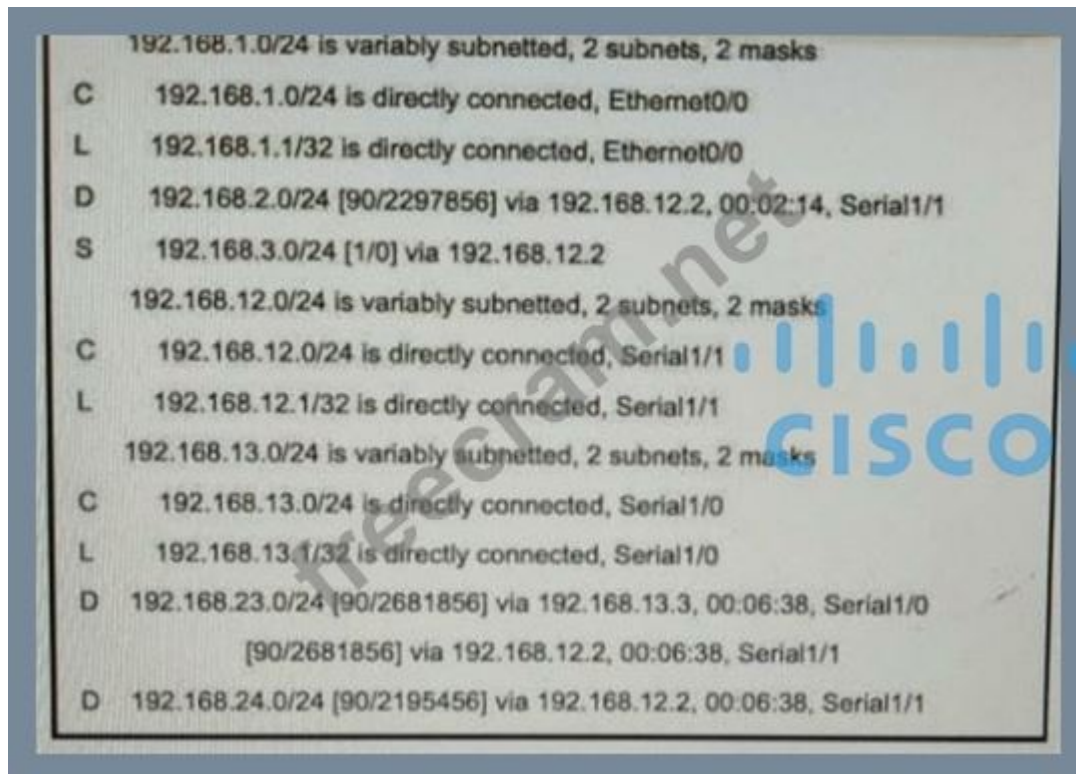 192.168.1.0/24 is variably subnetted, 2 subnets, 2 masks
C 192.168.1.0/24 is directly connected, Ethernet0/0
L 192.168.1.1/32 is directly connected, Ethernet0/0
D 192.168.2.0/24 [90/2297856] via 192.168.12.2, 00:02:14, Serial1/1
S 192.168.3.0/24 [1/0] via 192.168.12.2
192.168.12.0/24 is variably subnetted, 2 subnets, 2 masks
C 192.168.12.0/24 is directly connected, Serial1/1
L 192.168.12.1/32 is directly connected, Serial1/1
192.168.13.0/24 is variably subnetted, 2 subnets, 2 masks
C 192.168.13.0/24 is directly connected, Serial1/0
L 192.168.13.1/32 is directly connected, Serial1/0
D 192.168.23.0/24 [90/2681856] via 192.168.13.3, 00:06:38, Serial1/0
[90/2681856] via 192.168.12.2, 00:06:38, Serial1/1
D 192.168.24.0/24 [90/2195456] via 192.168.12.2, 00:06:38, Serial1/1
freecram.net
CISCO